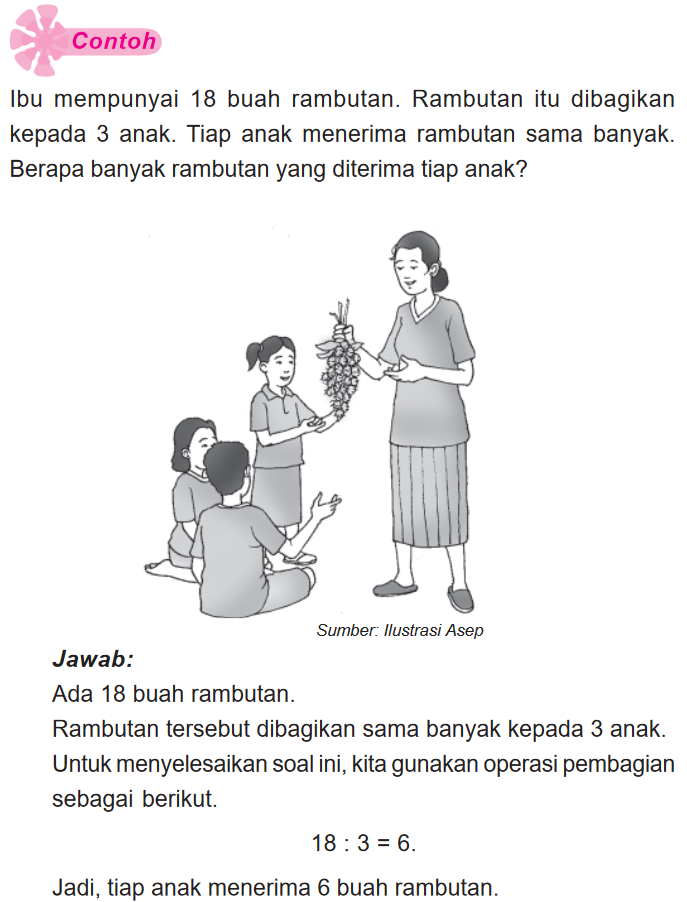 Contoh
Ibu mempunyai 18 buah rambutan. Rambutan itu dibagikan
kepada 3 anak. Tiap anak menerima rambutan sama banyak.
Berapa banyak rambutan yang diterima tiap anak?
Sumber: Ilustrasi Asep
Jawab:
Ada 18 buah rambutan.
Rambutan tersebut dibagikan sama banyak kepada 3 anak.
Untuk menyelesaikan soal ini, kita gunakan operasi pembagian
sebagai berikut.
18 : 3 = 6.
Jadi, tiap anak menerima 6 buah rambutan.